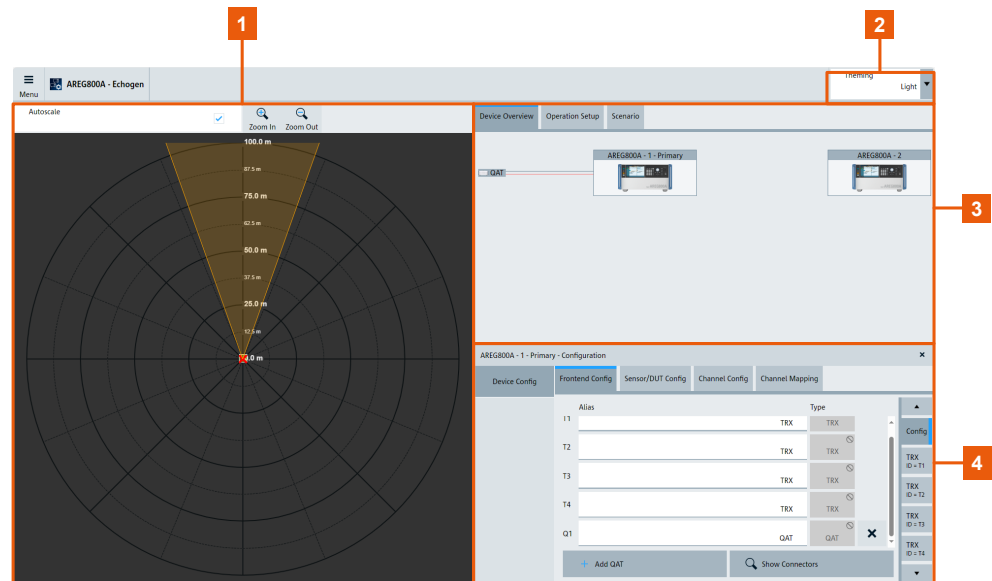 1
2
Menu
AREG800A - Echogen
Theming
Light
Autoscale
Zoom In
Zoom Out
100.0 m
87.5 m
75.0 m
62.5 m
50.0 m
37.5 m
25.0 m
12.5 m
0.0 m
Device Overview
Operation Setup
Scenario
QAT
AREG800A - 1 - Primary
AREG800A - 2
3
AREG800A - 1 - Primary - Configuration
Device Config
Frontend Config
Sensor/DUT Config
Channel Config
Channel Mapping
Alias
Type
T1
TRX
TRX
T2
TRX
TRX
T3
TRX
TRX
T4
TRX
TRX
Q1
QAT
QAT
Add QAT
Show Connectors
Config
TRX
ID = T1
TRX
ID = T2
TRX
ID = T3
TRX
ID = T4
4